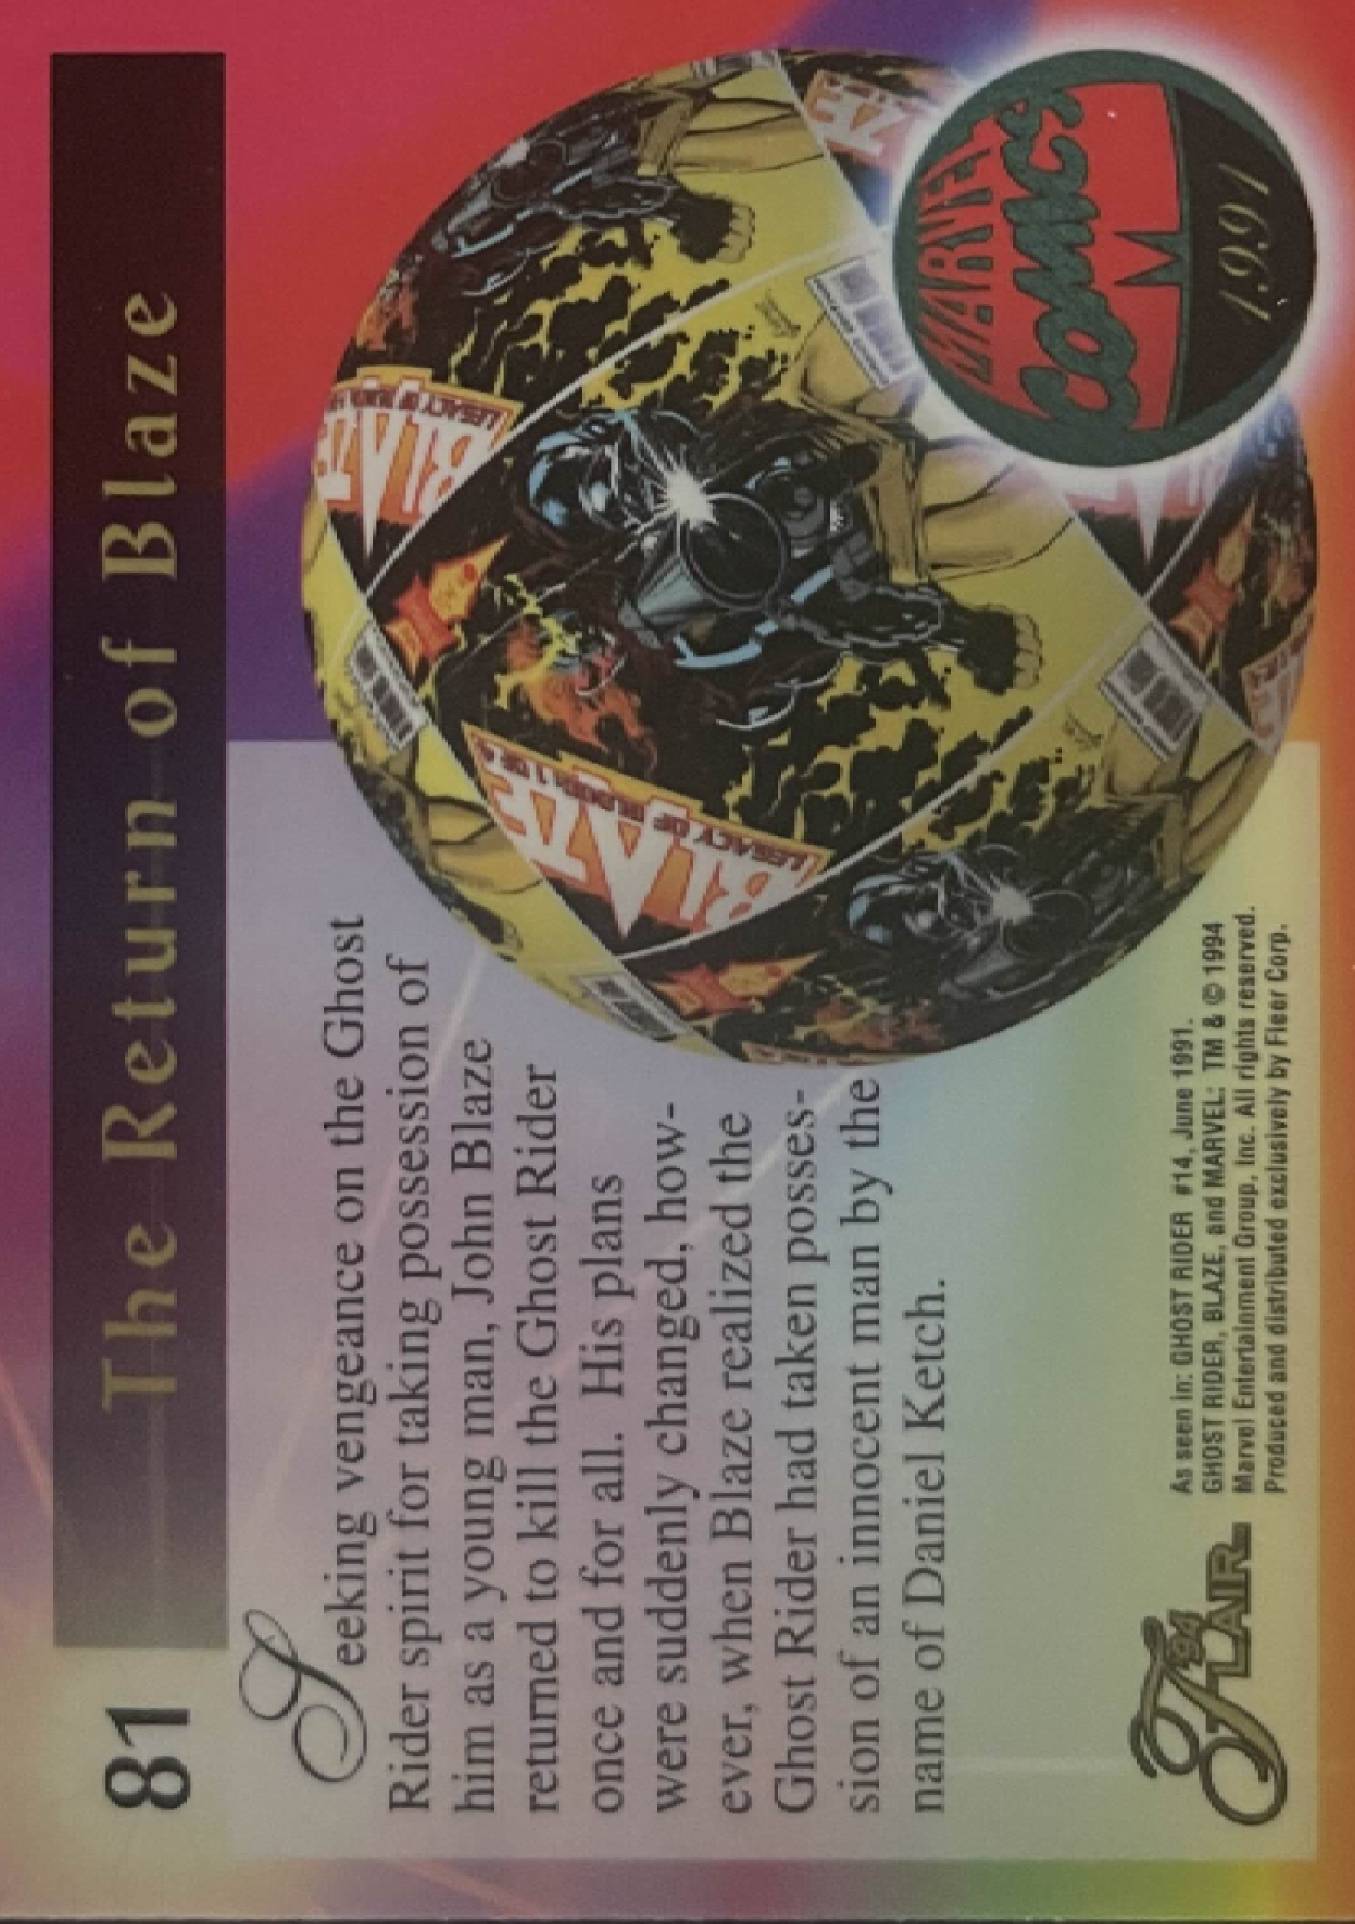 81
The Return of Blaze
Seeking vengeance on the Ghost
Rider spirit for taking possession of
him as a young man, John Blaze
returned to kill the Ghost Rider
once and for all. His plans
were suddenly changed, how-
ever, when Blaze realized the
Ghost Rider had taken posses-
sion of an innocent man by the
name of Daniel Ketch.
BLAZE
LEGACY OF
BLAZE
LEGACY OF
ZE
MARVEL
COMICS
M
1991
'94
FLAIR
As seen in: GHOST RIDER #14, June 1991.
GHOST RIDER, BLAZE, and MARVEL: TM & © 1994
Marvel Entertainment Group, Inc. All rights reserved.
Produced and distributed exclusively by Fleer Corp.